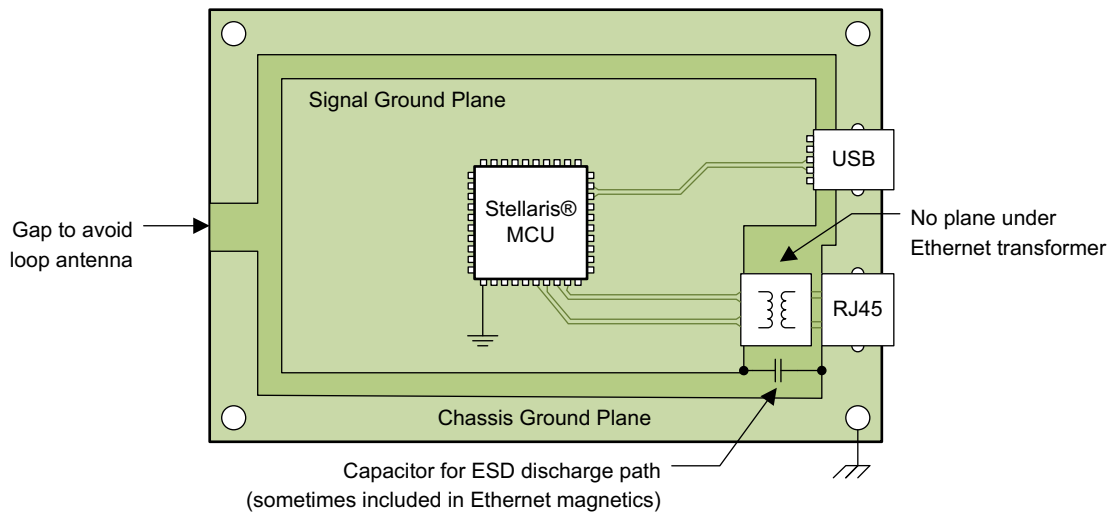 Signal Ground Plane
USB
Stellaris®
MCU
Gap to avoid
loop antenna
No plane under
Ethernet transformer
RJ45
Chassis Ground Plane
Capacitor for ESD discharge path
(sometimes included in Ethernet magnetics)